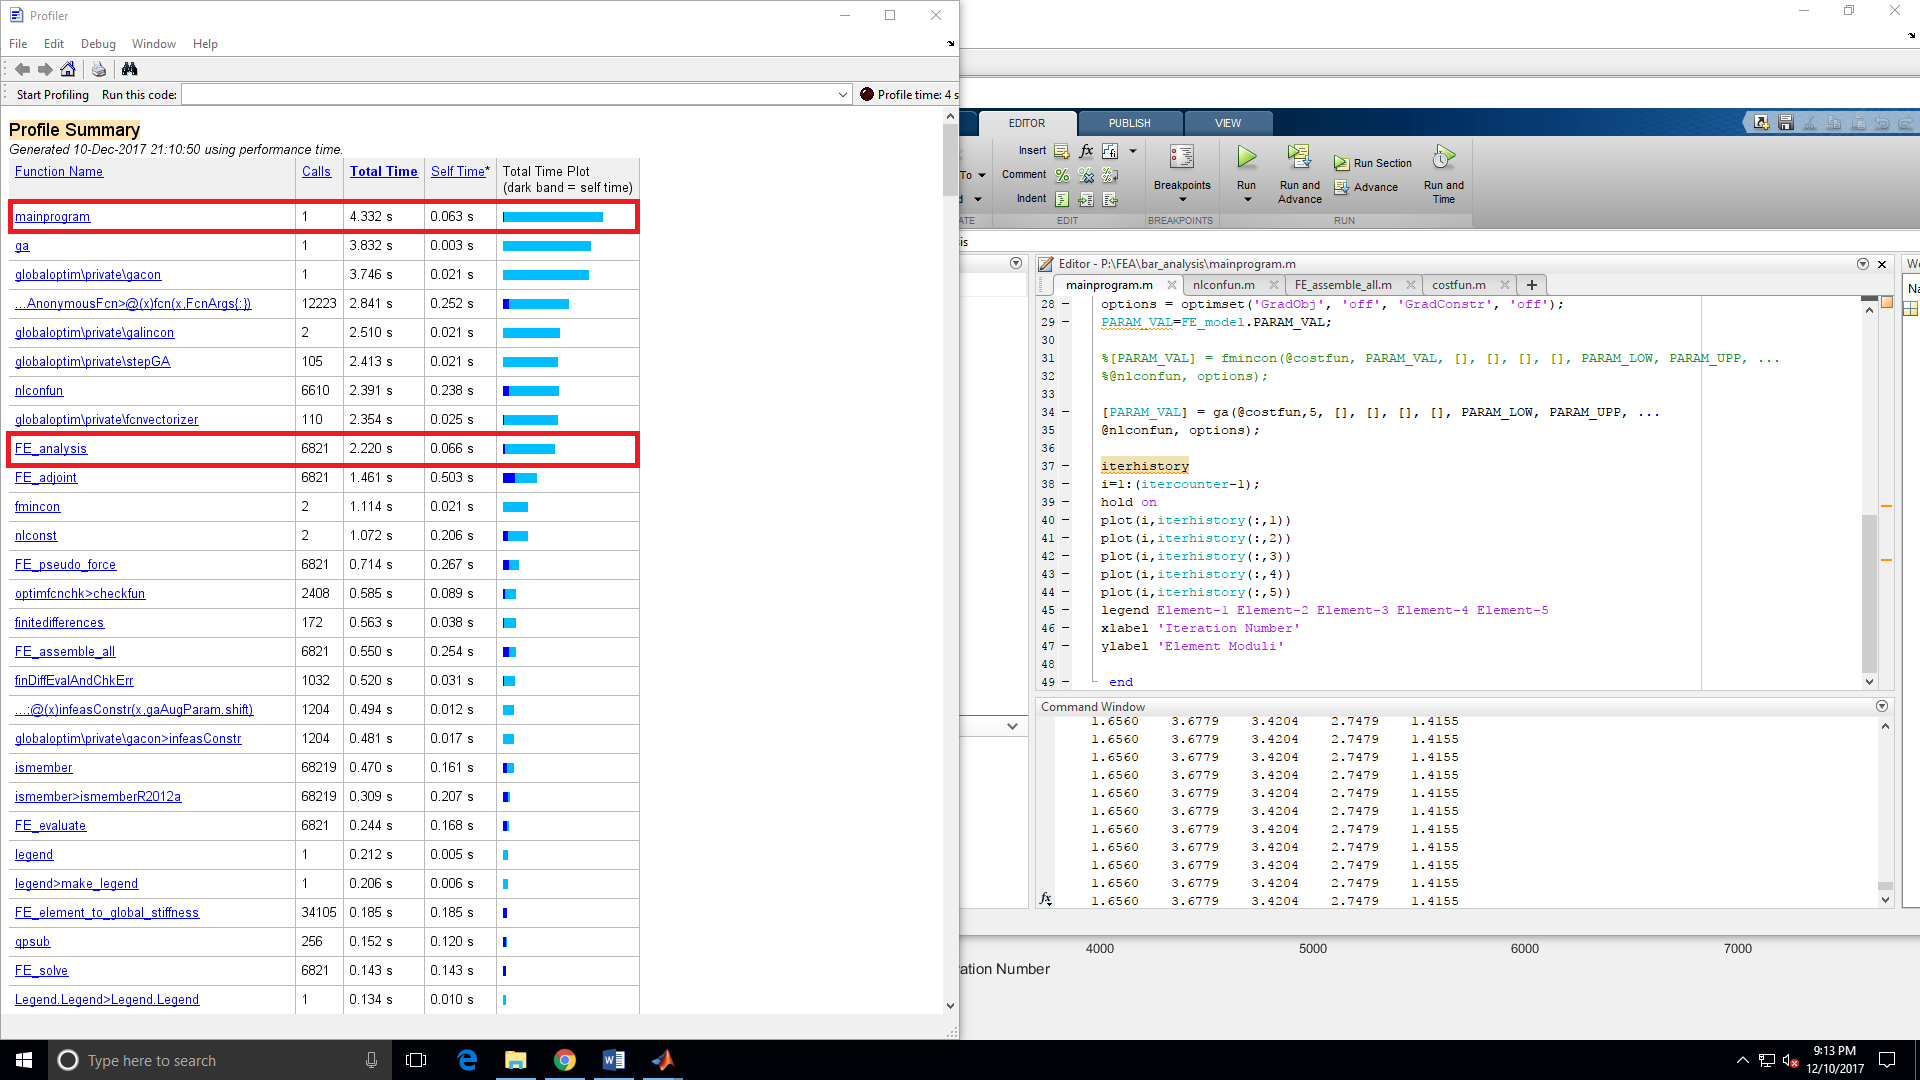 Profiler
File Edit Debug Window Help
Start Profiling Run this code: Profile time: 4 s
Profile Summary
Generated 10-Dec-2017 21:10:50 using performance time.
Function Name Calls Total Time Self Time* Total Time Plot
(dark band = self time)
mainprogram 1 4.332 s 0.063 s
ga 1 3.832 s 0.003 s
globaloptim\private\gacon 1 3.746 s 0.021 s
...AnonymousFcn>@(x)fcn(x,FcnArgs{:}) 12223 2.841 s 0.252 s
globaloptim\private\galincon 2 2.510 s 0.021 s
globaloptim\private\stepGA 105 2.413 s 0.021 s
nlconfun 6610 2.391 s 0.238 s
globaloptim\private\fcnvectorizer 110 2.354 s 0.025 s
FE_analysis 6821 2.220 s 0.066 s
FE_adjoint 6821 1.461 s 0.503 s
fmincon 2 1.114 s 0.021 s
nlconst 2 1.072 s 0.206 s
FE_pseudo_force 6821 0.714 s 0.267 s
optimfcnchk>checkfun 2408 0.585 s 0.089 s
finitedifferences 172 0.563 s 0.038 s
FE_assemble_all 6821 0.550 s 0.254 s
finDiffEvalAndChkErr 1032 0.520 s 0.031 s
...;@(x)infeasConstr(x,gaAugParam.shift) 1204 0.494 s 0.012 s
globaloptim\private\gacon>infeasConstr 1204 0.481 s 0.017 s
ismember 68219 0.470 s 0.161 s
ismember>ismemberR2012a 68219 0.309 s 0.207 s
FE_evaluate 6821 0.244 s 0.168 s
legend 1 0.212 s 0.005 s
legend>make_legend 1 0.206 s 0.006 s
FE_element_to_global_stiffness 34105 0.185 s 0.185 s
qpsub 256 0.152 s 0.120 s
FE_solve 6821 0.143 s 0.143 s
Legend.Legend>Legend.Legend 1 0.134 s 0.010 s
EDITOR PUBLISH VIEW
Insert fx
To Comment %
Indent
Breakpoints
Run
Run and Advance
Run Section
Advance
Run and Time
EDIT BREAKPOINTS RUN
Editor - P:\FEA\bar_analysis\mainprogram.m
mainprogram.m nlconfun.m FE_assemble_all.m costfun.m +
28 - options = optimset('GradObj', 'off', 'GradConstr', 'off');
29 - PARAM_VAL=FE_model.PARAM_VAL;
30
31 %[PARAM_VAL] = fmincon(@costfun, PARAM_VAL, [], [], [], [], PARAM_LOW, PARAM_UPP, ...
32 %@nlconfun, options);
33
34 - [PARAM_VAL] = ga(@costfun,5, [], [], [], [], PARAM_LOW, PARAM_UPP, ...
35 - @nlconfun, options);
36
37 - iterhistory
38 - i=1:(itercounter-1);
39 - hold on
40 - plot(i,iterhistory(:,1))
41 - plot(i,iterhistory(:,2))
42 - plot(i,iterhistory(:,3))
43 - plot(i,iterhistory(:,4))
44 - plot(i,iterhistory(:,5))
45 - legend Element-1 Element-2 Element-3 Element-4 Element-5
46 - xlabel 'Iteration Number'
47 - ylabel 'Element Moduli'
48
49 - end
Command Window
1.6560 3.6779 3.4204 2.7479 1.4155
1.6560 3.6779 3.4204 2.7479 1.4155
1.6560 3.6779 3.4204 2.7479 1.4155
1.6560 3.6779 3.4204 2.7479 1.4155
1.6560 3.6779 3.4204 2.7479 1.4155
1.6560 3.6779 3.4204 2.7479 1.4155
1.6560 3.6779 3.4204 2.7479 1.4155
1.6560 3.6779 3.4204 2.7479 1.4155
1.6560 3.6779 3.4204 2.7479 1.4155
1.6560 3.6779 3.4204 2.7479 1.4155
1.6560 3.6779 3.4204 2.7479 1.4155
fx
4000 5000 6000 7000
ration Number
Type here to search
9:13 PM
12/10/2017